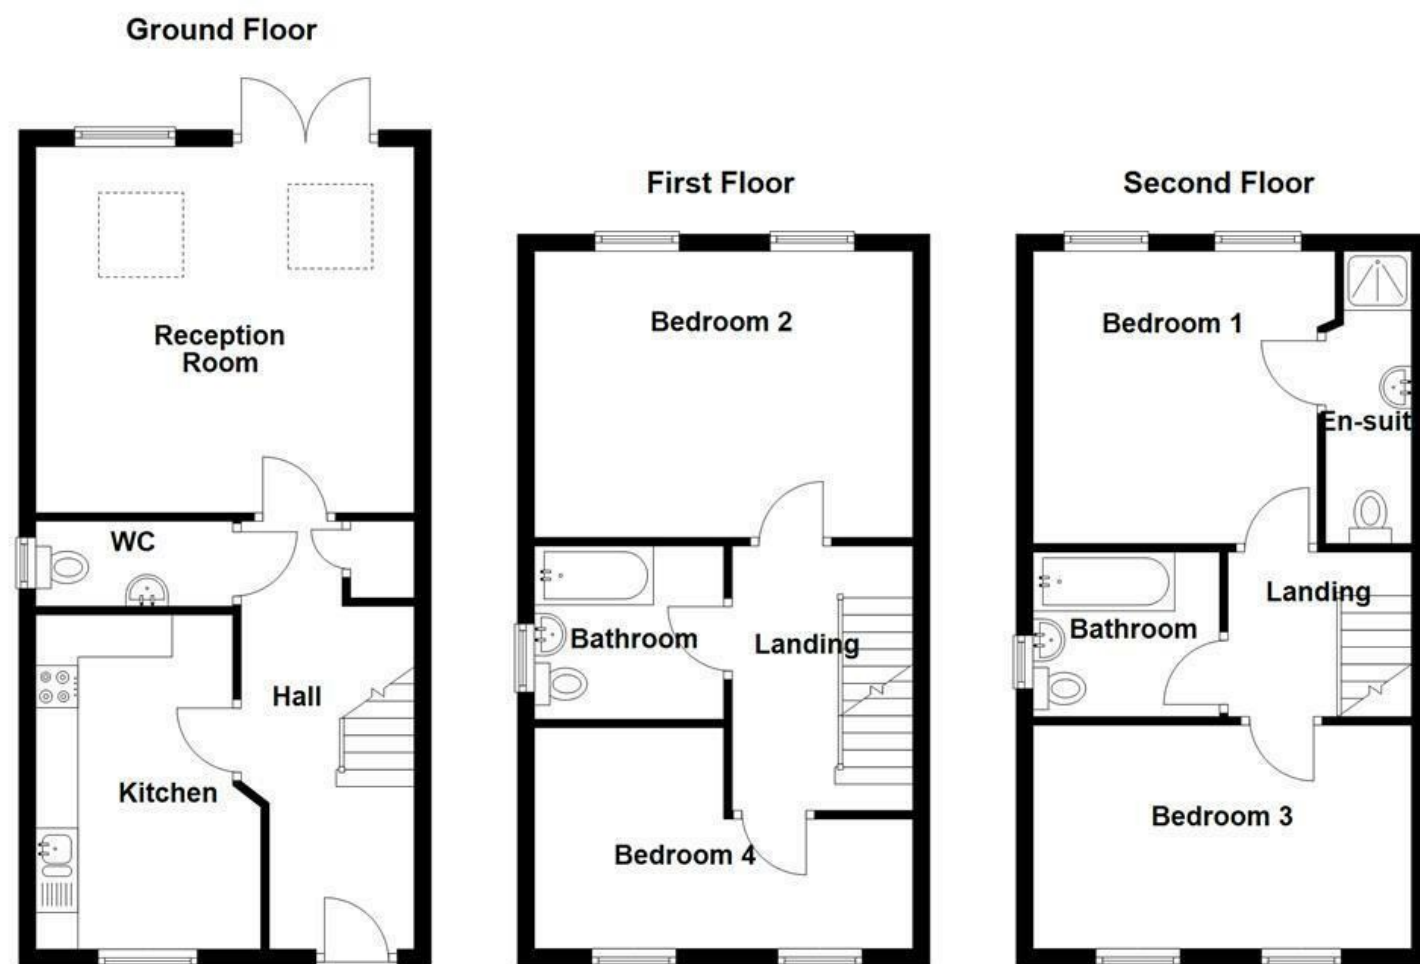 Ground Floor
Reception
Room
WC
Hall
Kitchen
First Floor
Bedroom 2
Bathroom
Landing
Bedroom 4
Second Floor
Bedroom 1
En-suit
Landing
Bathroom
Bedroom 3